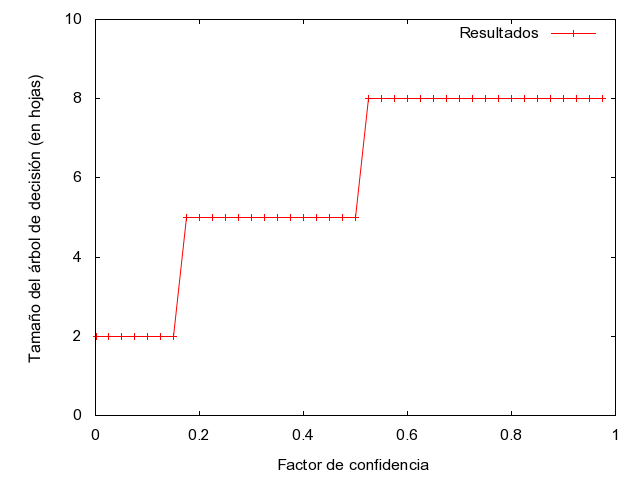 10
Resultados
8
6
4
2
0
0 0.2 0.4 0.6 0.8 1
Tamaño del árbol de decisión (en hojas)
Factor de confidencia